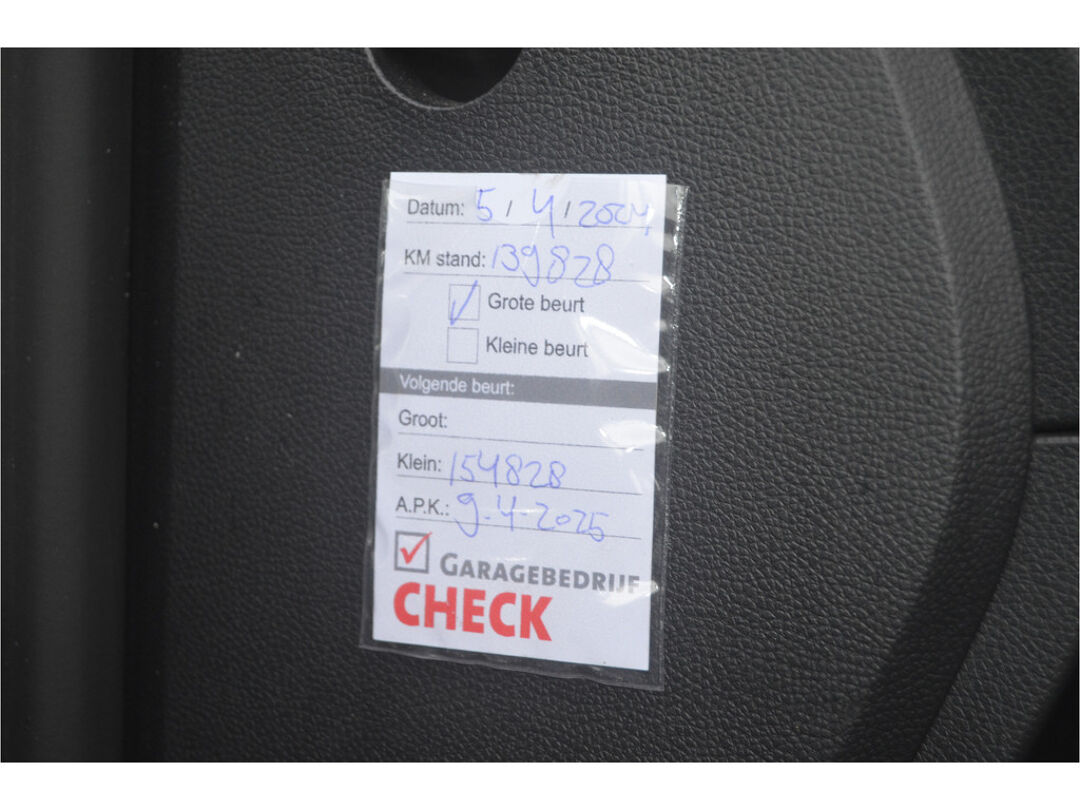 Datum: 5 / 4 / 2024
KM stand: 139828
Grote beurt
Kleine beurt
Volgende beurt:
Groot:
Klein: 154828
A.P.K.: 9-4-2025
GARAGEBEDRIJF
CHECK